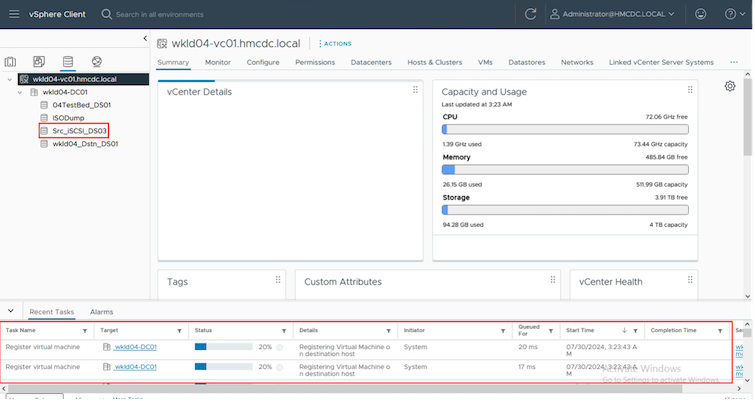 vSphere Client
Search in all environments
Administrator@HMCDC.LOCAL
wkld04-vc01.hmcdc.local
ACTIONS
Summary Monitor Configure Permissions Datacenters Hosts & Clusters VMs Datastores Networks Linked vCenter Server Systems ...
wkld04-vc01.hmcdc.local
wkld04-DC01
04TestBed_DS01
ISODump
Src_iSCSI_DS03
wkld04_Dstn_DS01
vCenter Details
Capacity and Usage
Last updated at 3:23 AM
CPU
72.06 GHz free
1.39 GHz used
73.44 GHz capacity
Memory
485.84 GB free
26.15 GB used
511.99 GB capacity
Storage
3.91 TB free
94.28 GB used
4 TB capacity
Tags
Custom Attributes
vCenter Health
Recent Tasks Alarms
Task Name Target Status Details Initiator Queued For Start Time Completion Time Se
Register virtual machine wkld04-DC01 20% Registering Virtual Machine on destination host System 20 ms 07/30/2024, 3:23:43 AM
Register virtual machine wkld04-DC01 20% Registering Virtual Machine on destination host System 17 ms 07/30/2024, 3:23:43 AM
Activate Windows
Go to Settings to activate Windows.